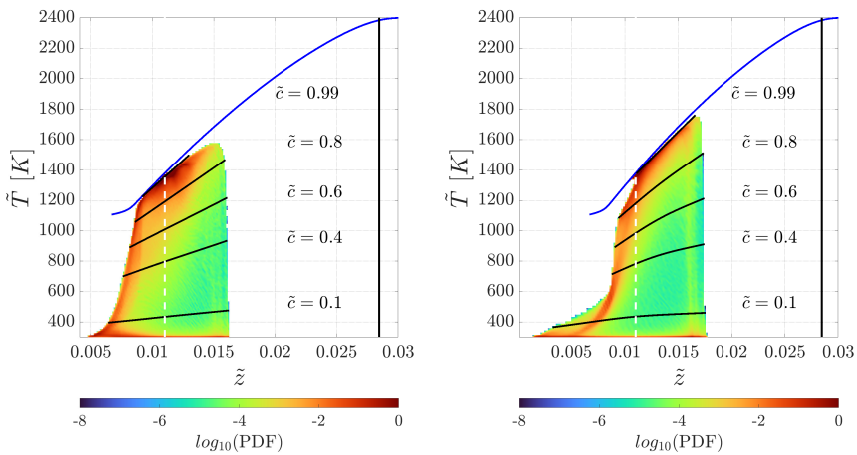 2400
2200
2000
1800
1600
1400
1200
1000
800
600
400
T̃ [K]
c̃ = 0.99
c̃ = 0.8
c̃ = 0.6
c̃ = 0.4
c̃ = 0.1
0.005 0.01 0.015 0.02 0.025 0.03
z̃
-8 -6 -4 -2 0
log₁₀(PDF)
2400
2200
2000
1800
1600
1400
1200
1000
800
600
400
T̃ [K]
c̃ = 0.99
c̃ = 0.8
c̃ = 0.6
c̃ = 0.4
c̃ = 0.1
0.005 0.01 0.015 0.02 0.025 0.03
z̃
-8 -6 -4 -2 0
log₁₀(PDF)